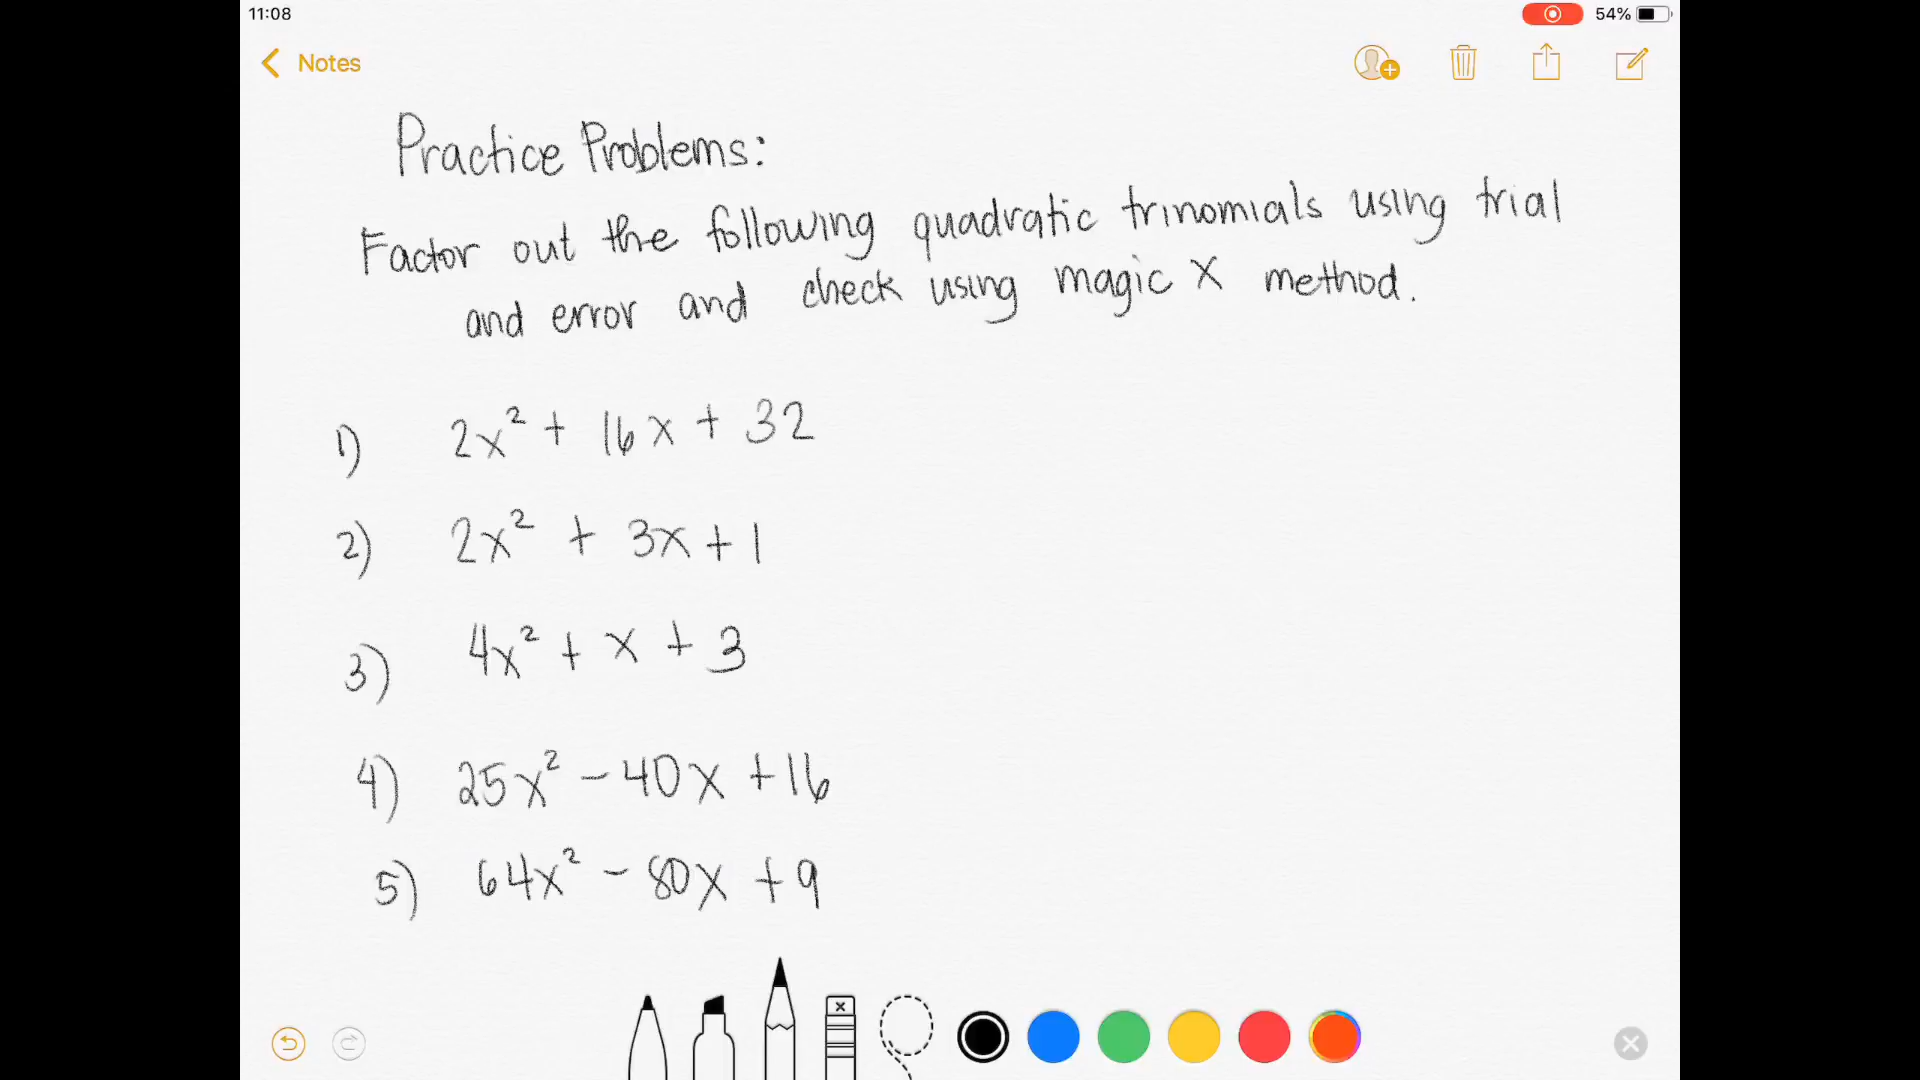 11:08
54%
Notes
Practice Problems:
Factor out the following quadratic trinomials using trial
and error and check using magic X method.
1) 2x² + 16x + 32
2) 2x² + 3x + 1
3) 4x² + x + 3
4) 25x² - 40x + 16
5) 64x² - 80x + 9